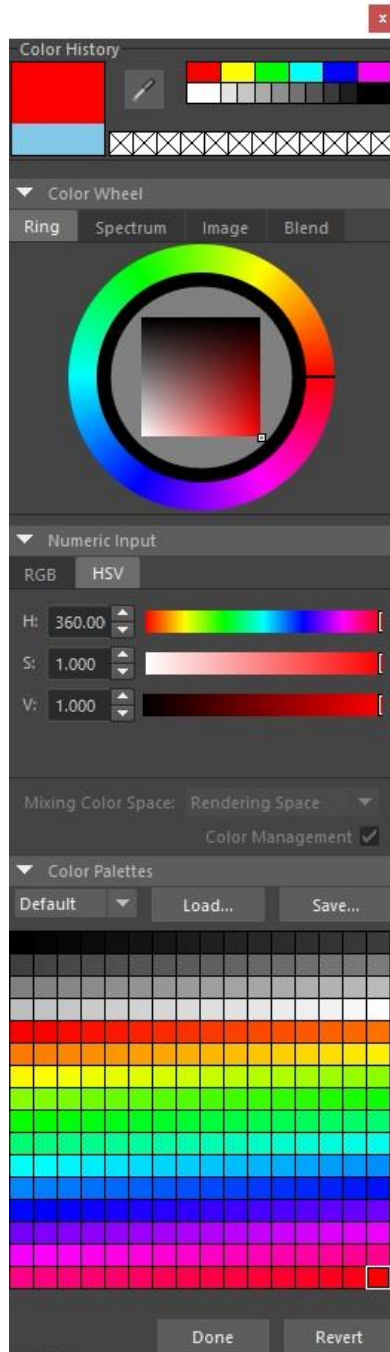 x
Color History
Color Wheel
Ring Spectrum Image Blend
Numeric Input
RGB HSV
H: 360.00
S: 1.000
V: 1.000
Mixing Color Space: Rendering Space
Color Management
Color Palettes
Default Load... Save...
Done Revert